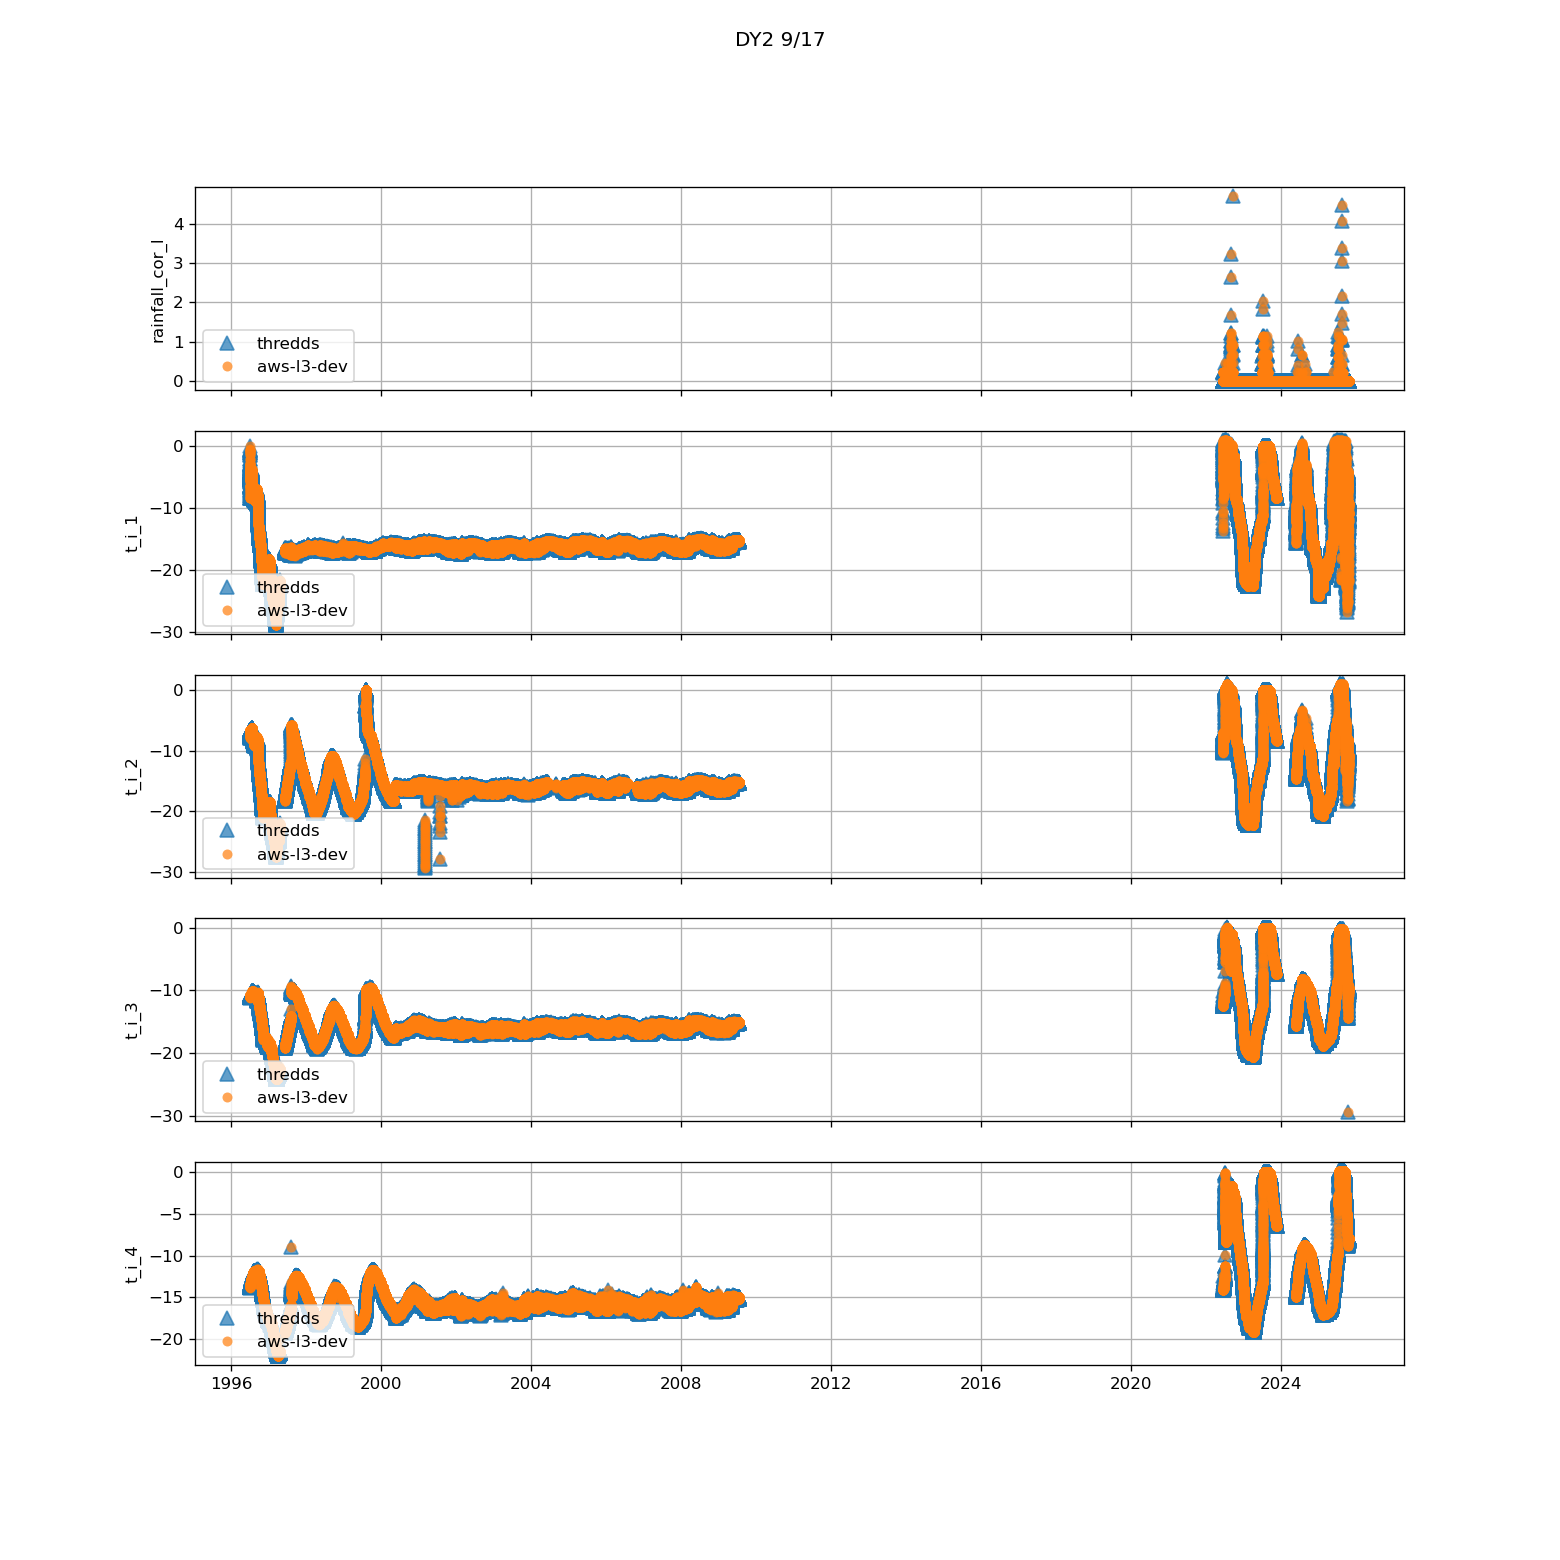 DY2 9/17
rainfall_cor_l
4
3
2
1
0
thredds
aws-l3-dev
t_i_1
0
−10
−20
−30
thredds
aws-l3-dev
t_i_2
0
−10
−20
−30
thredds
aws-l3-dev
t_i_3
0
−10
−20
−30
thredds
aws-l3-dev
t_i_4
0
−5
−10
−15
−20
thredds
aws-l3-dev
1996 2000 2004 2008 2012 2016 2020 2024